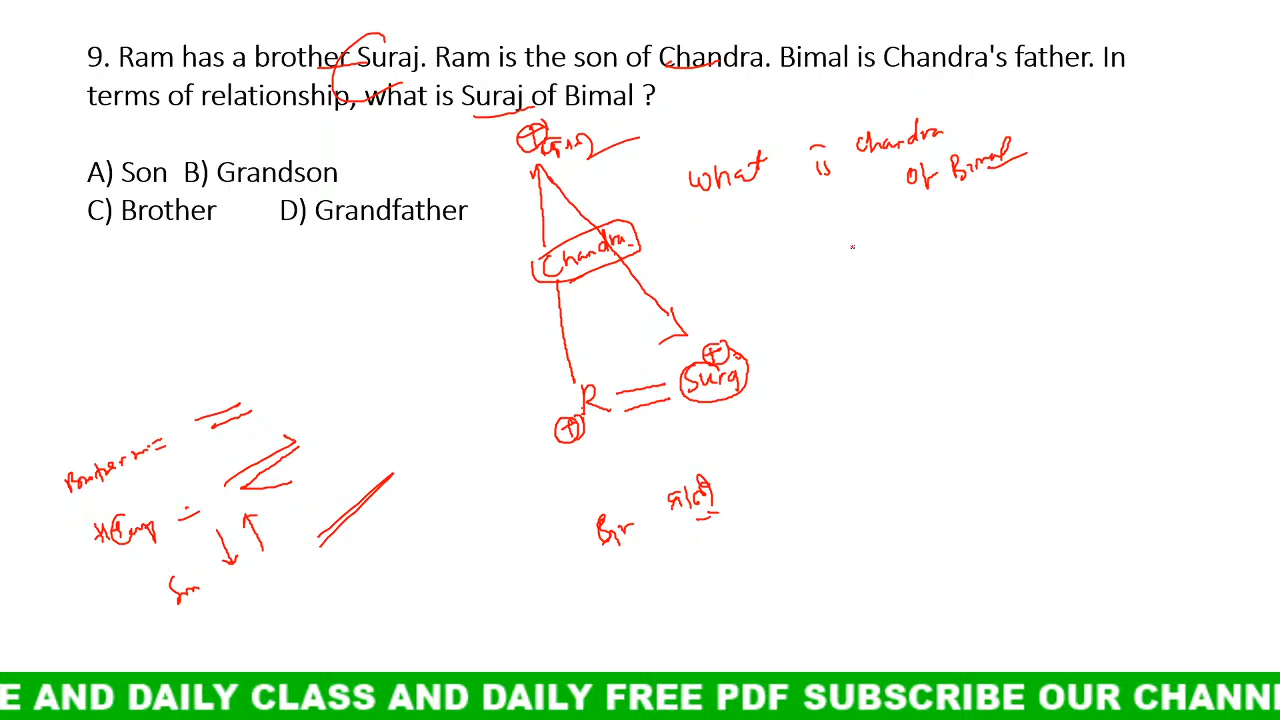 9. Ram has a brother Suraj. Ram is the son of Chandra. Bimal is Chandra's father. In
terms of relationship, what is Suraj of Bimal ?
A) Son B) Grandson
C) Brother D) Grandfather
what is chandra
of Bimal
Chandra
R
E AND DAILY CLASS AND DAILY FREE PDF SUBSCRIBE OUR CHANN